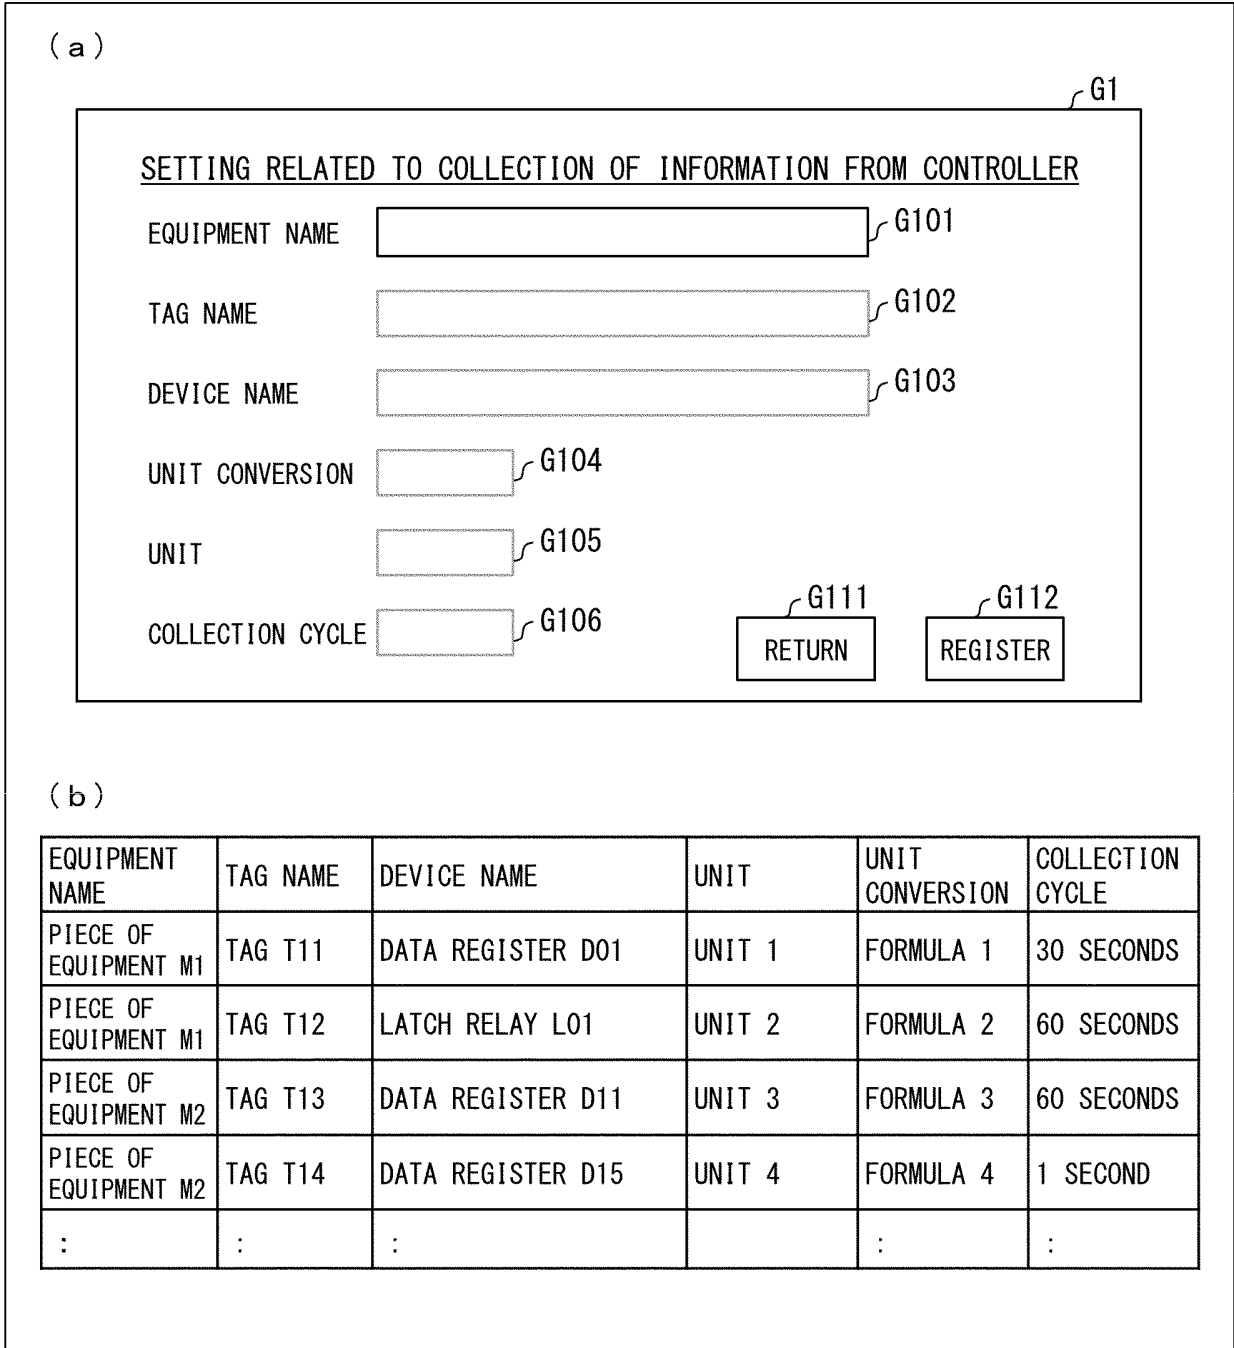 (a)
G1
SETTING RELATED TO COLLECTION OF INFORMATION FROM CONTROLLER
EQUIPMENT NAME G101
TAG NAME G102
DEVICE NAME G103
UNIT CONVERSION G104
UNIT G105
COLLECTION CYCLE G106
G111 G112
RETURN REGISTER
(b)
EQUIPMENT NAME TAG NAME DEVICE NAME UNIT UNIT CONVERSION COLLECTION CYCLE
PIECE OF EQUIPMENT M1 TAG T11 DATA REGISTER D01 UNIT 1 FORMULA 1 30 SECONDS
PIECE OF EQUIPMENT M1 TAG T12 LATCH RELAY L01 UNIT 2 FORMULA 2 60 SECONDS
PIECE OF EQUIPMENT M2 TAG T13 DATA REGISTER D11 UNIT 3 FORMULA 3 60 SECONDS
PIECE OF EQUIPMENT M2 TAG T14 DATA REGISTER D15 UNIT 4 FORMULA 4 1 SECOND
: : : : :